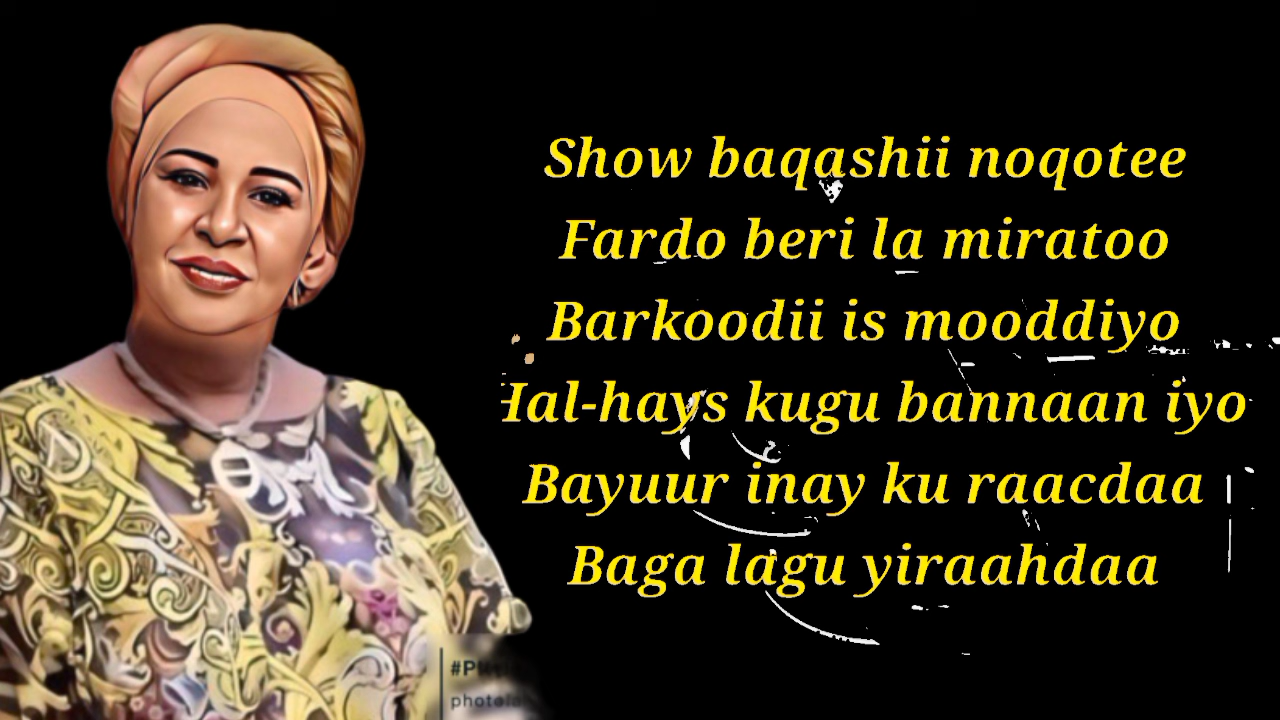 Show baqashii noqotee
Fardo beri la miratoo
Barkoodii is mooddiyo
Hal-hays kugu bannaan iyo
Bayuur inay ku raacdaa
Baga lagu yiraahdaa